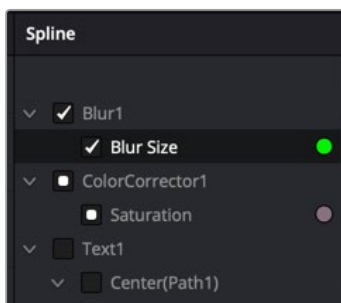 Spline
Blur1
Blur Size
ColorCorrector1
Saturation
Text1
Center(Path1)